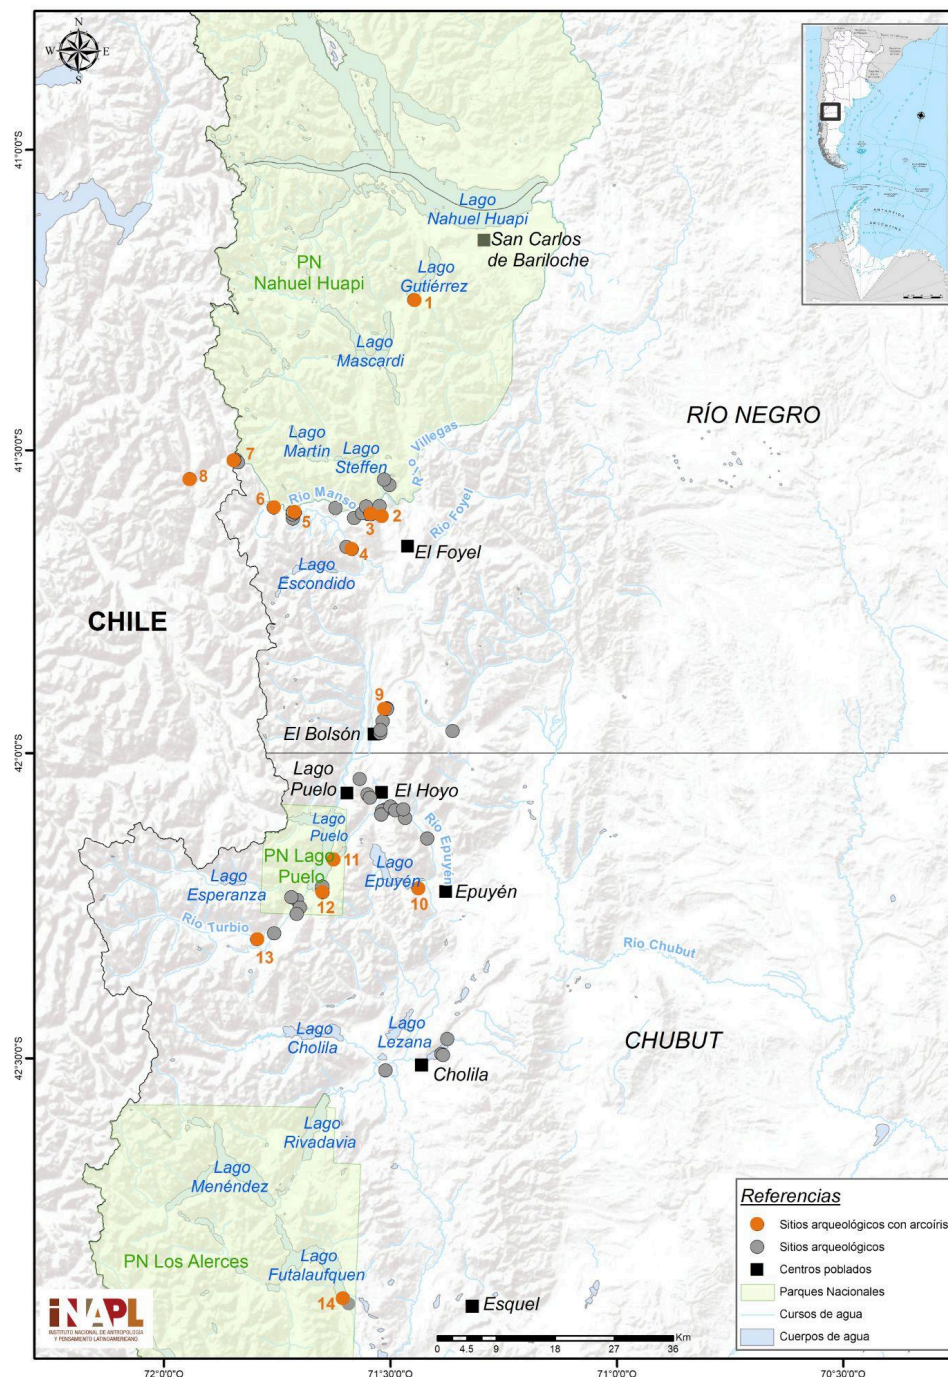 N
W
E
S
41°0'0"S
41°30'0"S
42°0'0"S
42°30'0"S
72°0'0"O
71°30'0"O
71°0'0"O
70°30'0"O
Lago
Nahuel Huapi
San Carlos
de Bariloche
PN
Nahuel Huapi
Lago
Gutiérrez
1
Lago
Mascardi
RÍO NEGRO
Lago
Martín
Lago
Steffen
Villegas
7
8
6
5
Río Manso
3
2
Río Foyel
4
El Foyel
Lago
Escondido
CHILE
9
El Bolsón
Lago
Puelo
El Hoyo
Lago
Puelo
Río Epuyén
PN Lago
Puelo
11
Lago
Epuyén
Lago
Esperanza
12
10
Epuyén
Río Turbio
13
Río Chubut
Lago
Cholila
Lago
Lezana
CHUBUT
Cholila
Lago
Rivadavia
Lago
Menéndez
PN Los Alerces
Lago
Futalaufquen
14
Esquel
Km
0 4.5 9 18 27 36
iNAPL
INSTITUTO NACIONAL DE ANTROPOLOGÍA
Y PENSAMIENTO LATINOAMERICANO
ANTARTIDA
ARGENTINA
Referencias
Sitios arqueológicos con arcoíris
Sitios arqueológicos
Centros poblados
Parques Nacionales
Cursos de agua
Cuerpos de agua